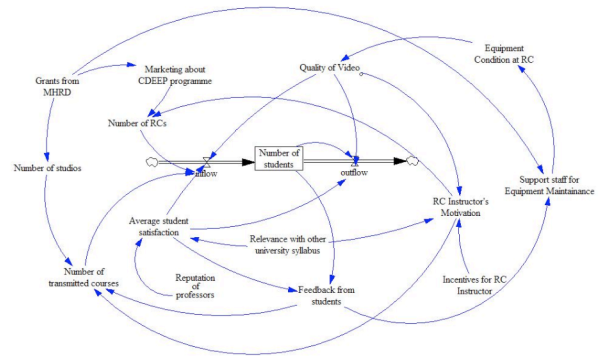 Equipment
Condition at RC
Quality of Video
Marketing about
CDEEP programme
Grants from
MHRD
Number of RCs
Number of
students
Number of studios
inflow
outflow
Support staff for
Equipment Maintainance
RC Instructor's
Motivation
Average student
satisfaction
Relevance with other
university syllabus
Number of
transmitted courses
Reputation
of
professors
Feedback from
students
Incentives for RC
Instructor